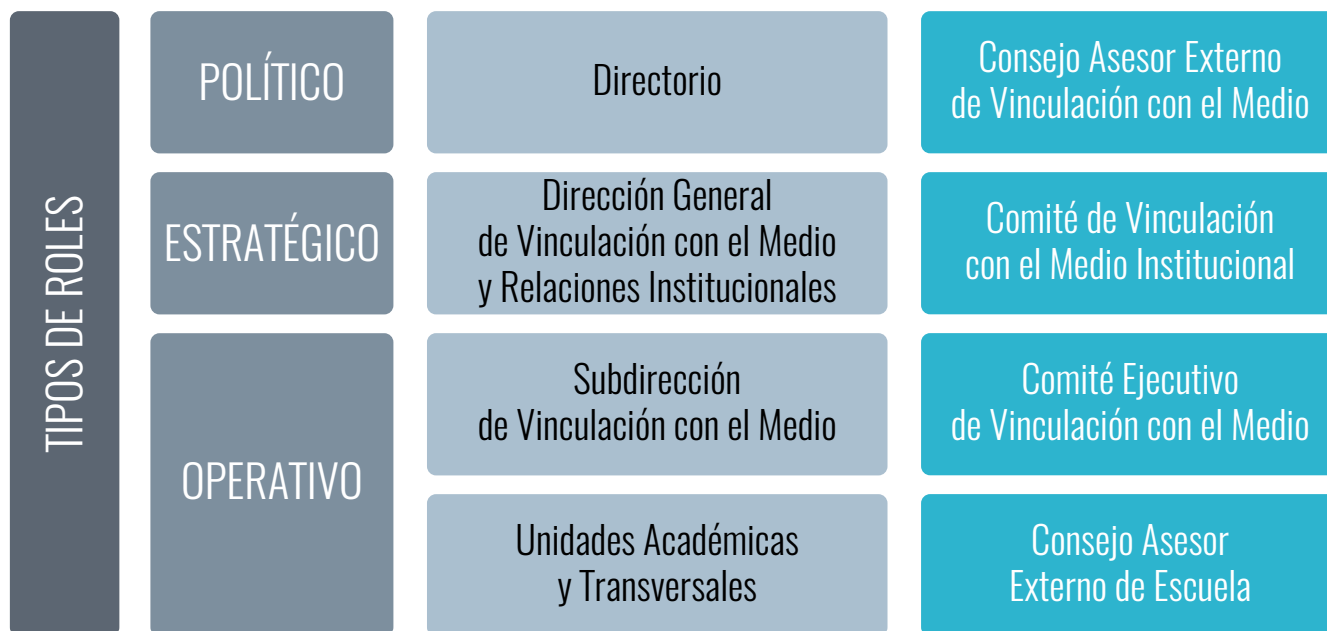 TIPOS DE ROLES
POLÍTICO
Directorio
Consejo Asesor Externo
de Vinculación con el Medio
ESTRATÉGICO
Dirección General
de Vinculación con el Medio
y Relaciones Institucionales
Comité de Vinculación
con el Medio Institucional
OPERATIVO
Subdirección
de Vinculación con el Medio
Comité Ejecutivo
de Vinculación con el Medio
Unidades Académicas
y Transversales
Consejo Asesor
Externo de Escuela